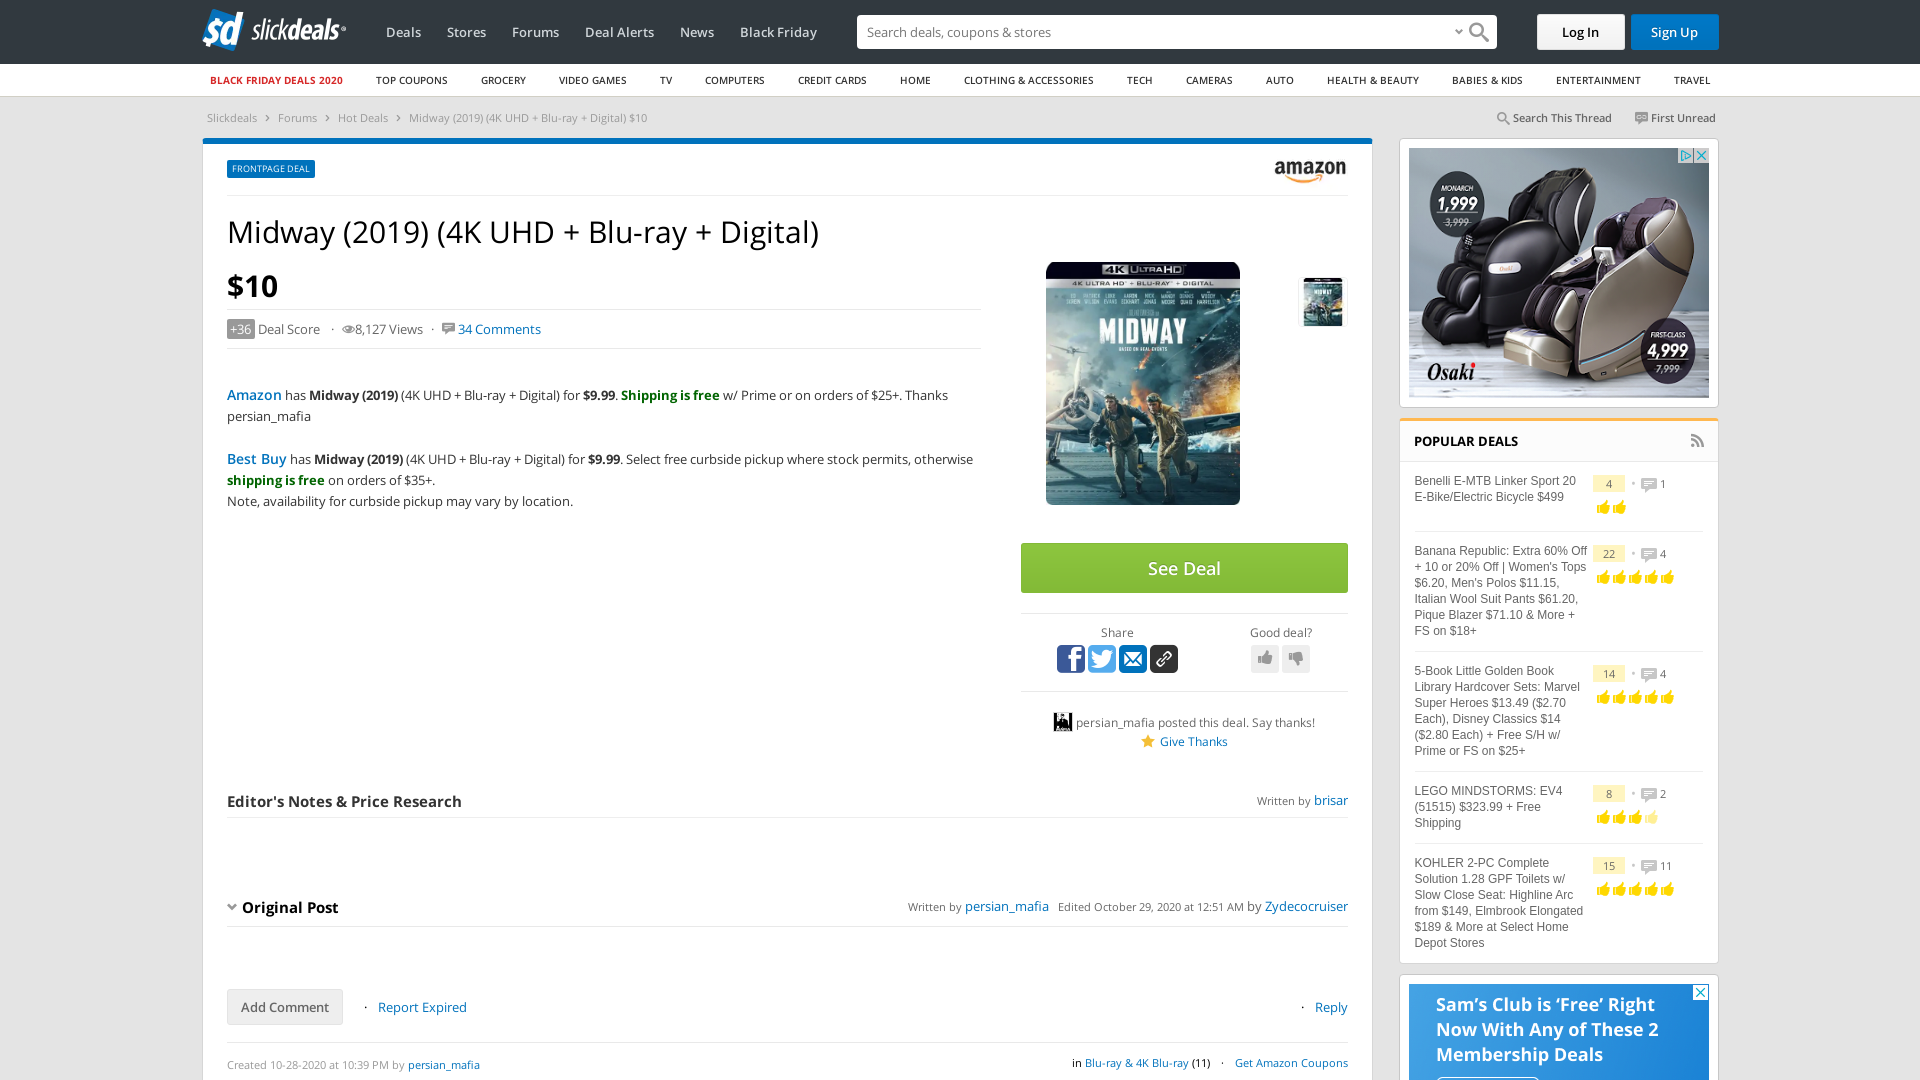 slickdeals
Deals
Stores
Forums
Deal Alerts
News
Black Friday
Search deals, coupons & stores
Log In
Sign Up
BLACK FRIDAY DEALS 2020
TOP COUPONS
GROCERY
VIDEO GAMES
TV
COMPUTERS
CREDIT CARDS
HOME
CLOTHING & ACCESSORIES
TECH
CAMERAS
AUTO
HEALTH & BEAUTY
BABIES & KIDS
ENTERTAINMENT
TRAVEL
Slickdeals › Forums › Hot Deals › Midway (2019) (4K UHD + Blu-ray + Digital) $10
Search This Thread
First Unread
FRONTPAGE DEAL
amazon
Midway (2019) (4K UHD + Blu-ray + Digital)
$10
+36 Deal Score · 8,127 Views · 34 Comments
Amazon has Midway (2019) (4K UHD + Blu-ray + Digital) for $9.99. Shipping is free w/ Prime or on orders of $25+. Thanks
persian_mafia
Best Buy has Midway (2019) (4K UHD + Blu-ray + Digital) for $9.99. Select free curbside pickup where stock permits, otherwise
shipping is free on orders of $35+.
Note, availability for curbside pickup may vary by location.
4K ULTRAHD
4K ULTRA HD + BLU-RAY + DIGITAL
MIDWAY
BASED ON REAL EVENTS
See Deal
Share
Good deal?
persian_mafia posted this deal. Say thanks!
Give Thanks
Editor's Notes & Price Research
Written by brisar
Original Post
Written by persian_mafia Edited October 29, 2020 at 12:51 AM by Zydecocruiser
Add Comment · Report Expired
· Reply
Created 10-28-2020 at 10:39 PM by persian_mafia
in Blu-ray & 4K Blu-ray (11) · Get Amazon Coupons
MONARCH
1,999
3,999
Osaki
FIRST-CLASS
4,999
7,999
Osaki
POPULAR DEALS
Benelli E-MTB Linker Sport 20
E-Bike/Electric Bicycle $499
4 · 1
Banana Republic: Extra 60% Off
+ 10 or 20% Off | Women's Tops
$6.20, Men's Polos $11.15,
Italian Wool Suit Pants $61.20,
Pique Blazer $71.10 & More +
FS on $18+
22 · 4
5-Book Little Golden Book
Library Hardcover Sets: Marvel
Super Heroes $13.49 ($2.70
Each), Disney Classics $14
($2.80 Each) + Free S/H w/
Prime or FS on $25+
14 · 4
LEGO MINDSTORMS: EV4
(51515) $323.99 + Free
Shipping
8 · 2
KOHLER 2-PC Complete
Solution 1.28 GPF Toilets w/
Slow Close Seat: Highline Arc
from $149, Elmbrook Elongated
$189 & More at Select Home
Depot Stores
15 · 11
Sam's Club is 'Free' Right
Now With Any of These 2
Membership Deals